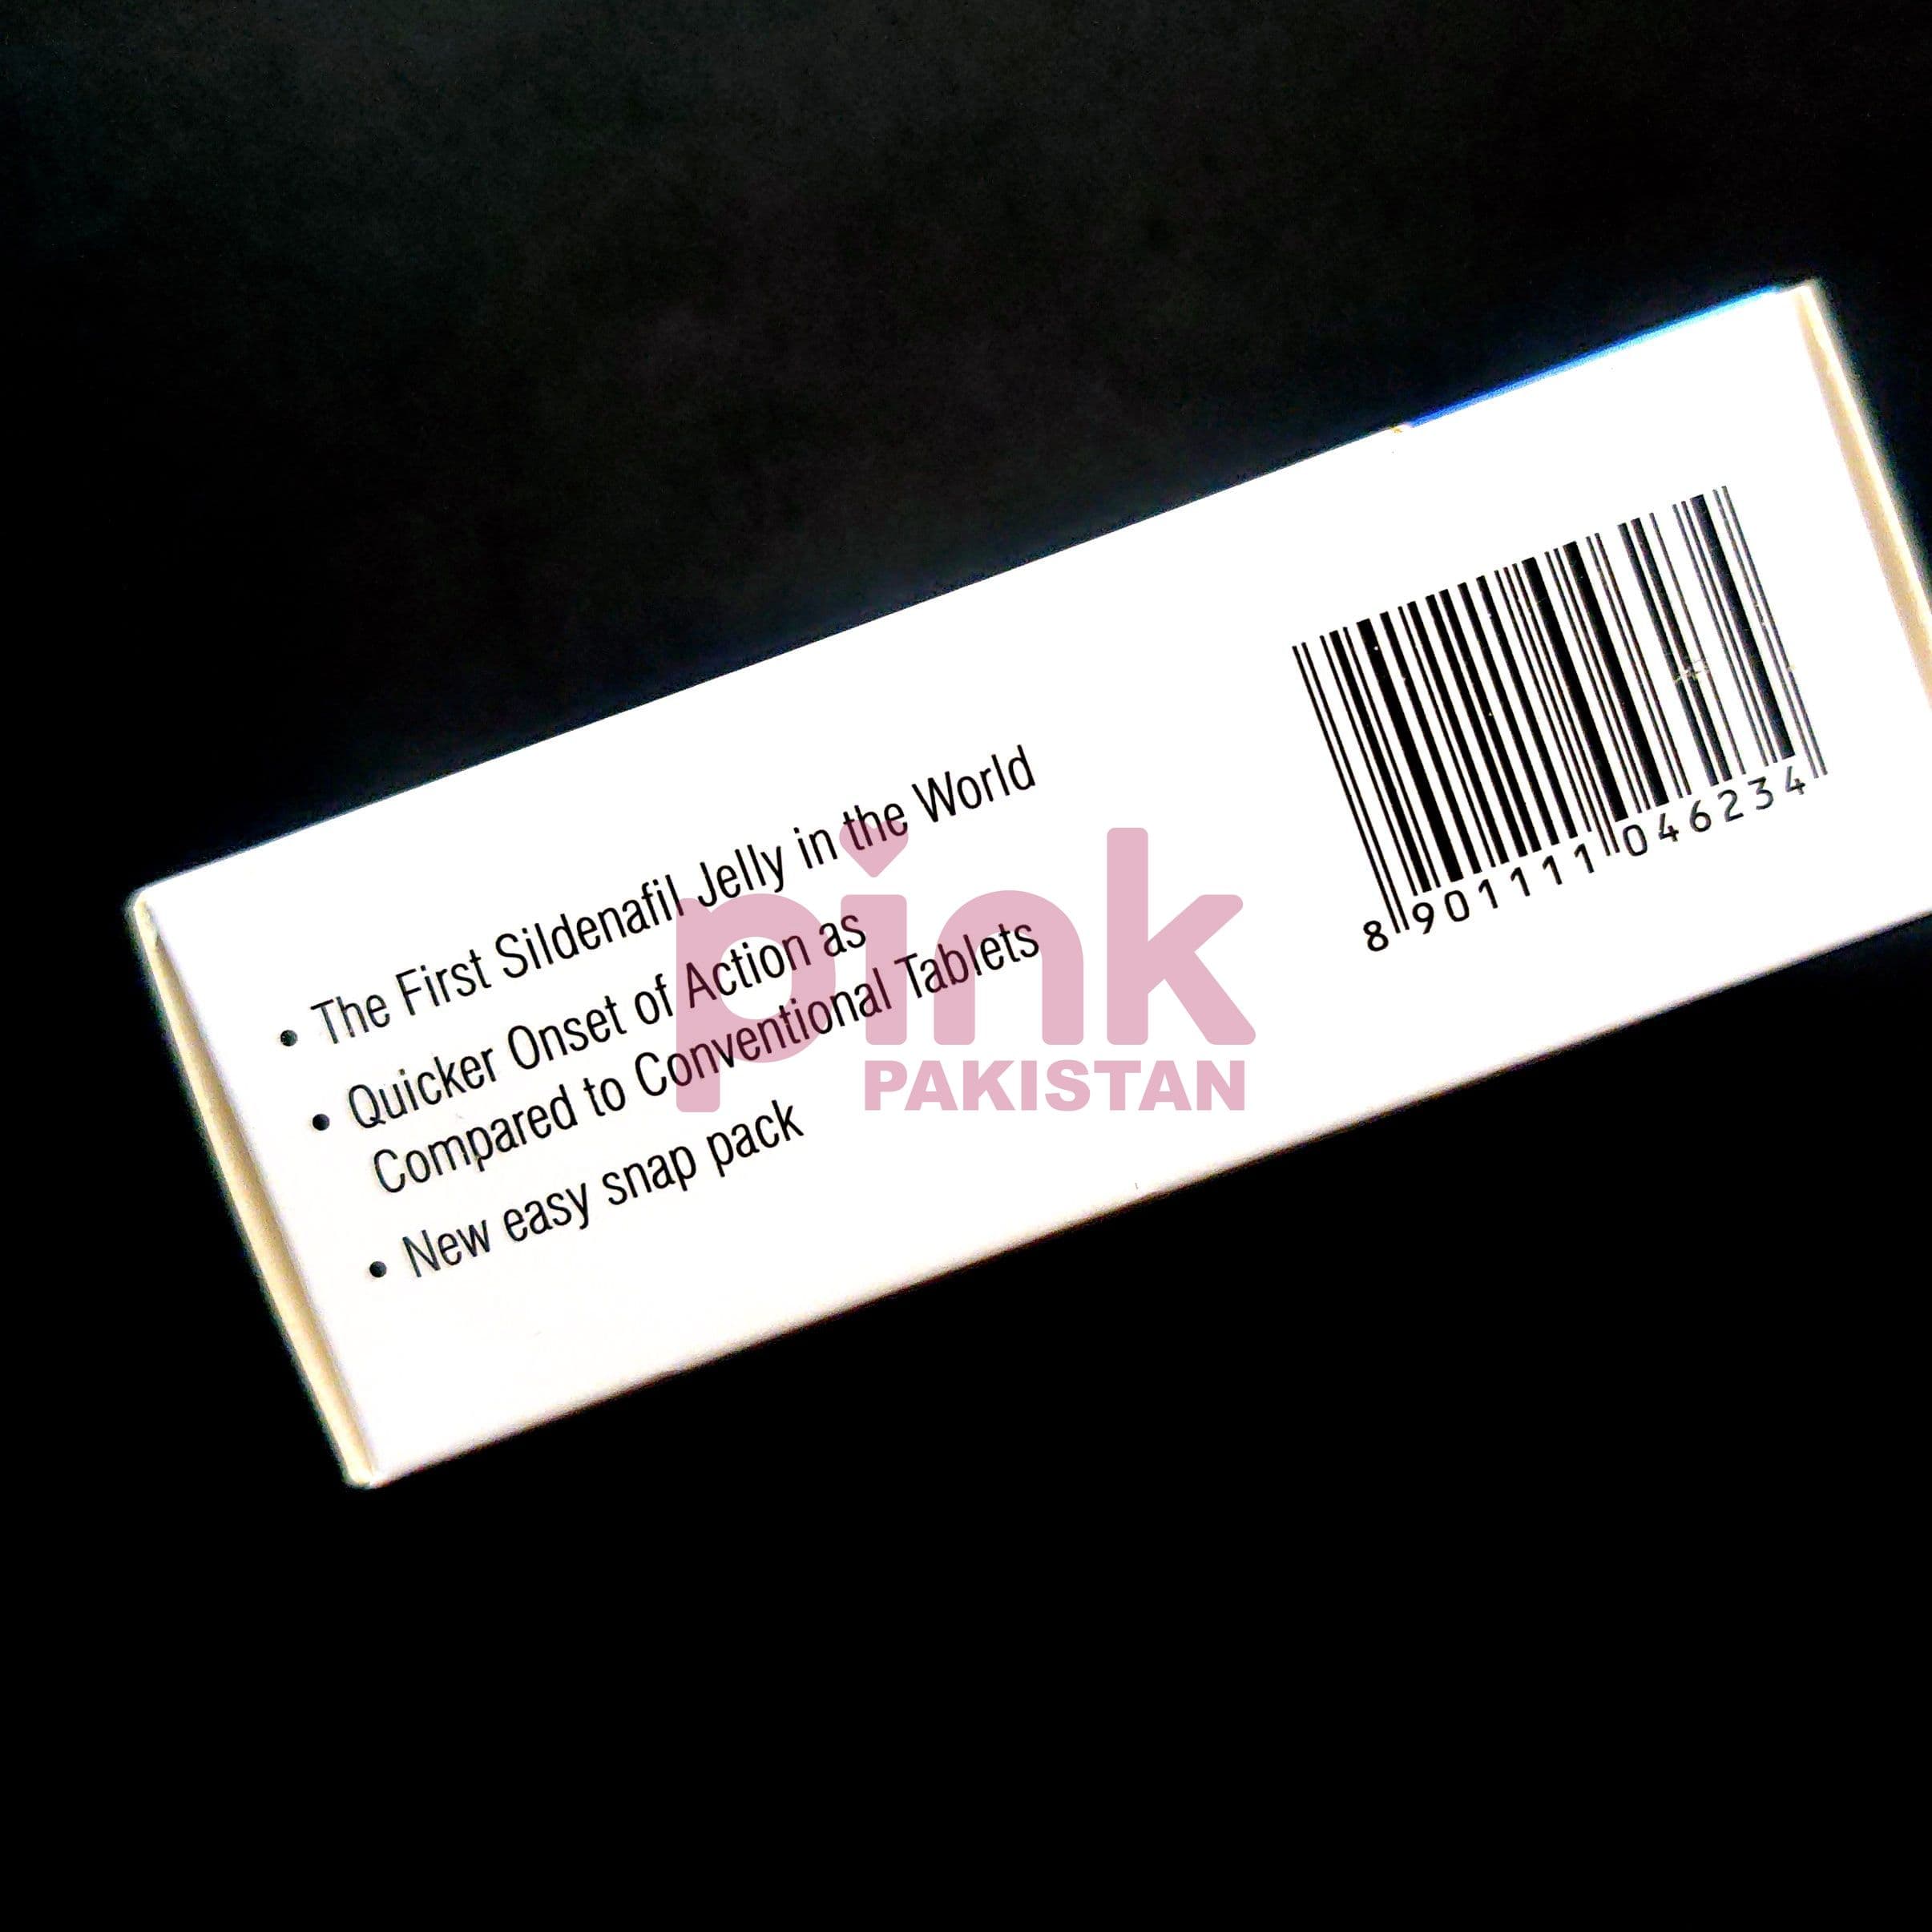 • The First Sildenafil Jelly in the World
• Quicker Onset of Action as
Compared to Conventional Tablets
• New easy snap pack
8 901111 046234
pink
PAKISTAN